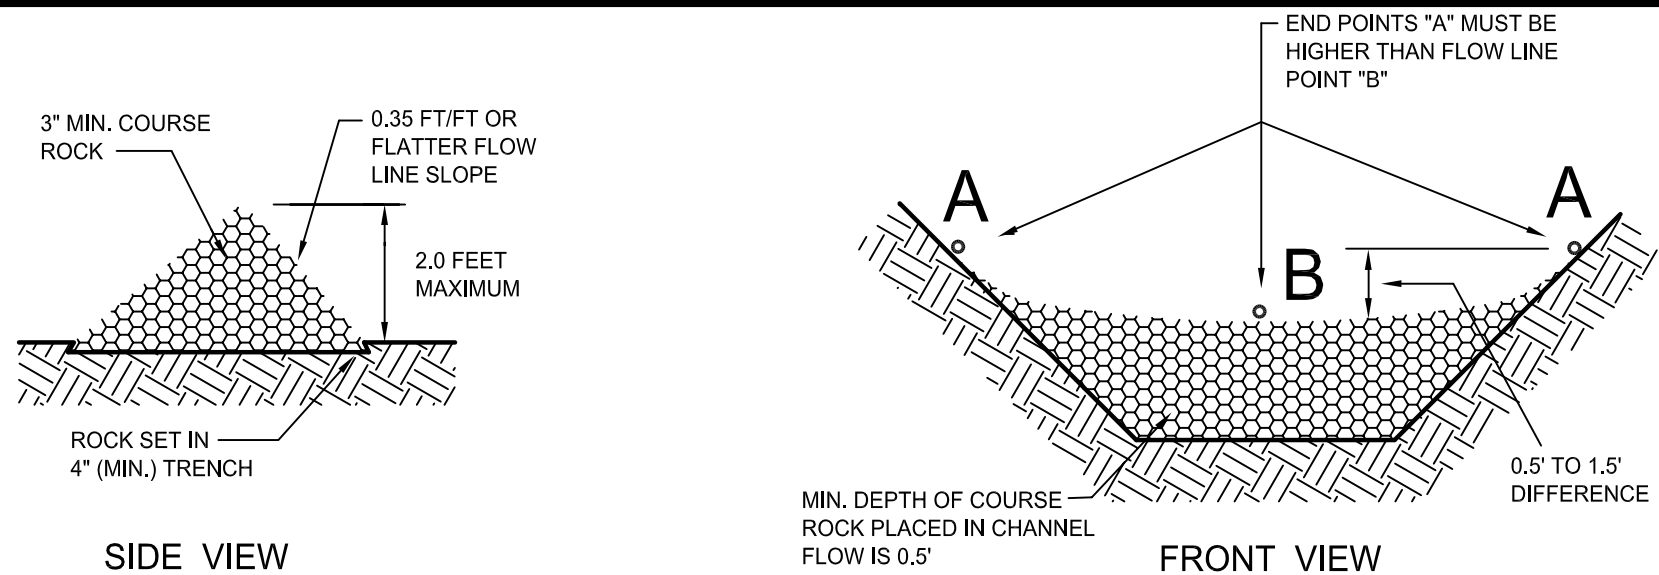 3" MIN. COURSE
ROCK
0.35 FT/FT OR
FLATTER FLOW
LINE SLOPE
2.0 FEET
MAXIMUM
ROCK SET IN
4" (MIN.) TRENCH
SIDE VIEW
END POINTS "A" MUST BE
HIGHER THAN FLOW LINE
POINT "B"
A
A
B
0.5' TO 1.5'
DIFFERENCE
MIN. DEPTH OF COURSE
ROCK PLACED IN CHANNEL
FLOW IS 0.5'
FRONT VIEW